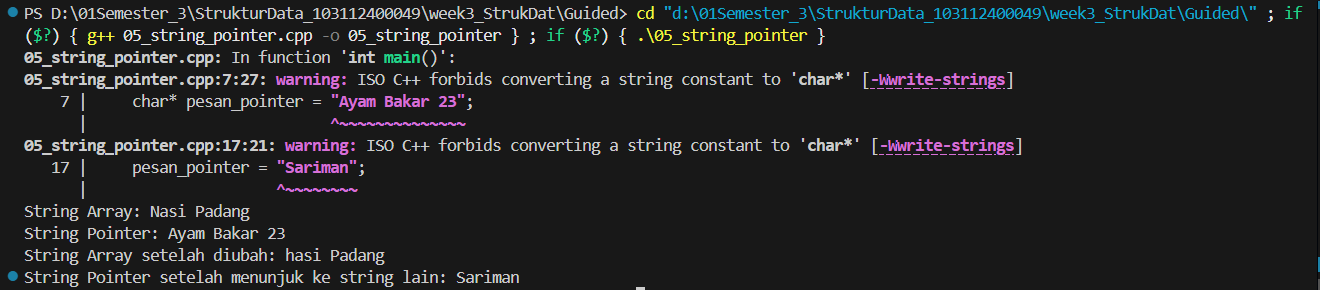 PS D:\01Semester_3\StrukturData_103112400049\week3_StrukDat\Guided> cd "d:\01Semester_3\StrukturData_103112400049\week3_StrukDat\Guided\" ; if
($?) { g++ 05_string_pointer.cpp -o 05_string_pointer } ; if ($?) { .\05_string_pointer }
05_string_pointer.cpp: In function 'int main()':
05_string_pointer.cpp:7:27: warning: ISO C++ forbids converting a string constant to 'char*' [-Wwrite-strings]
    7 |     char* pesan_pointer = "Ayam Bakar 23";
      |                           ^~~~~~~~~~~~~~~
05_string_pointer.cpp:17:21: warning: ISO C++ forbids converting a string constant to 'char*' [-Wwrite-strings]
   17 |     pesan_pointer = "Sariman";
      |                     ^~~~~~~~~
String Array: Nasi Padang
String Pointer: Ayam Bakar 23
String Array setelah diubah: hasi Padang
String Pointer setelah menunjuk ke string lain: Sariman